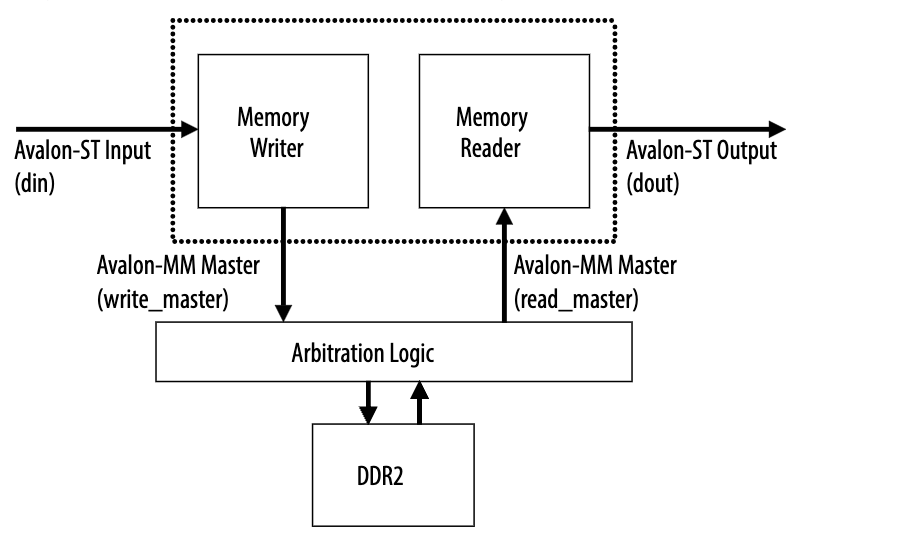 Memory
Writer
Memory
Reader
Avalon-ST Input
(din)
Avalon-ST Output
(dout)
Avalon-MM Master
(write_master)
Avalon-MM Master
(read_master)
Arbitration Logic
DDR2